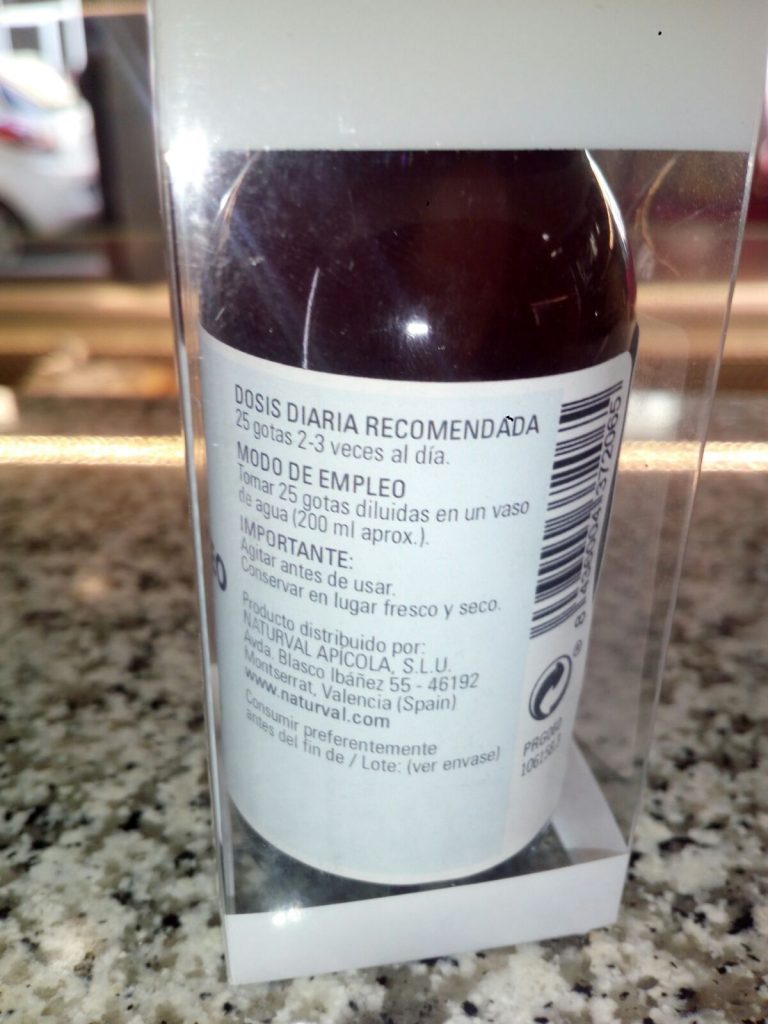 DOSIS DIARIA RECOMENDADA
25 gotas 2-3 veces al día.
MODO DE EMPLEO
Tomar 25 gotas diluidas en un vaso
de agua (200 ml aprox.).
IMPORTANTE:
Agitar antes de usar.
Conservar en lugar fresco y seco.
Producto distribuido por:
NATURVAL APÍCOLA, S.L.U.
Avda. Blasco Ibáñez 55 - 46192
Montserrat, Valencia (Spain)
www.naturval.com
Consumir preferentemente
antes del fin de / Lote: (ver envase)
®
PRG060